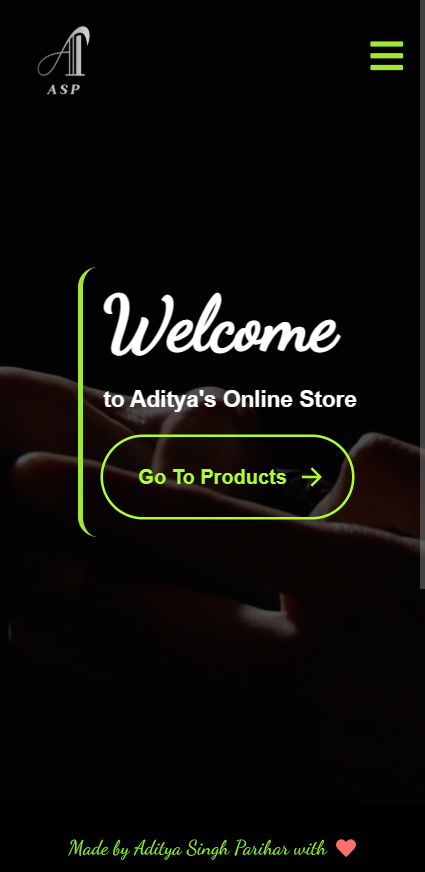 ASP
Welcome
to Aditya's Online Store
Go To Products
Made by Aditya Singh Parihar with